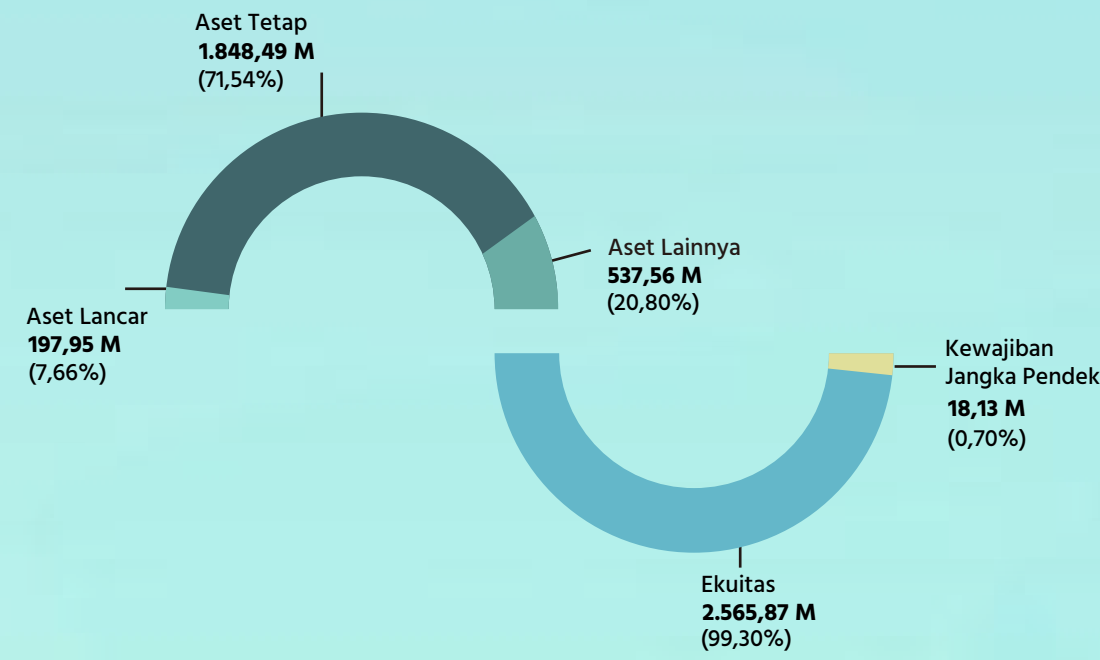 Aset Tetap
1.848,49 M
(71,54%)
Aset Lainnya
537,56 M
(20,80%)
Aset Lancar
197,95 M
(7,66%)
Kewajiban
Jangka Pendek
18,13 M
(0,70%)
Ekuitas
2.565,87 M
(99,30%)